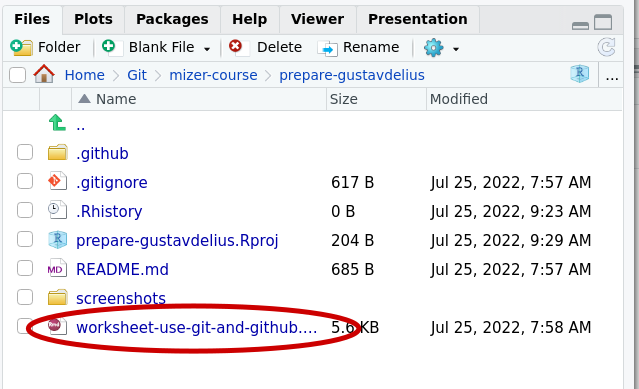 Files Plots Packages Help Viewer Presentation
Folder Blank File Delete Rename
Home Git mizer-course prepare-gustavdelius R ...
Name Size Modified
..
.github
.gitignore 617 B Jul 25, 2022, 7:57 AM
.Rhistory 0 B Jul 25, 2022, 9:23 AM
R prepare-gustavdelius.Rproj 204 B Jul 25, 2022, 9:29 AM
MD README.md 685 B Jul 25, 2022, 7:57 AM
screenshots
worksheet-use-git-and-github.... 5.6 KB Jul 25, 2022, 7:58 AM